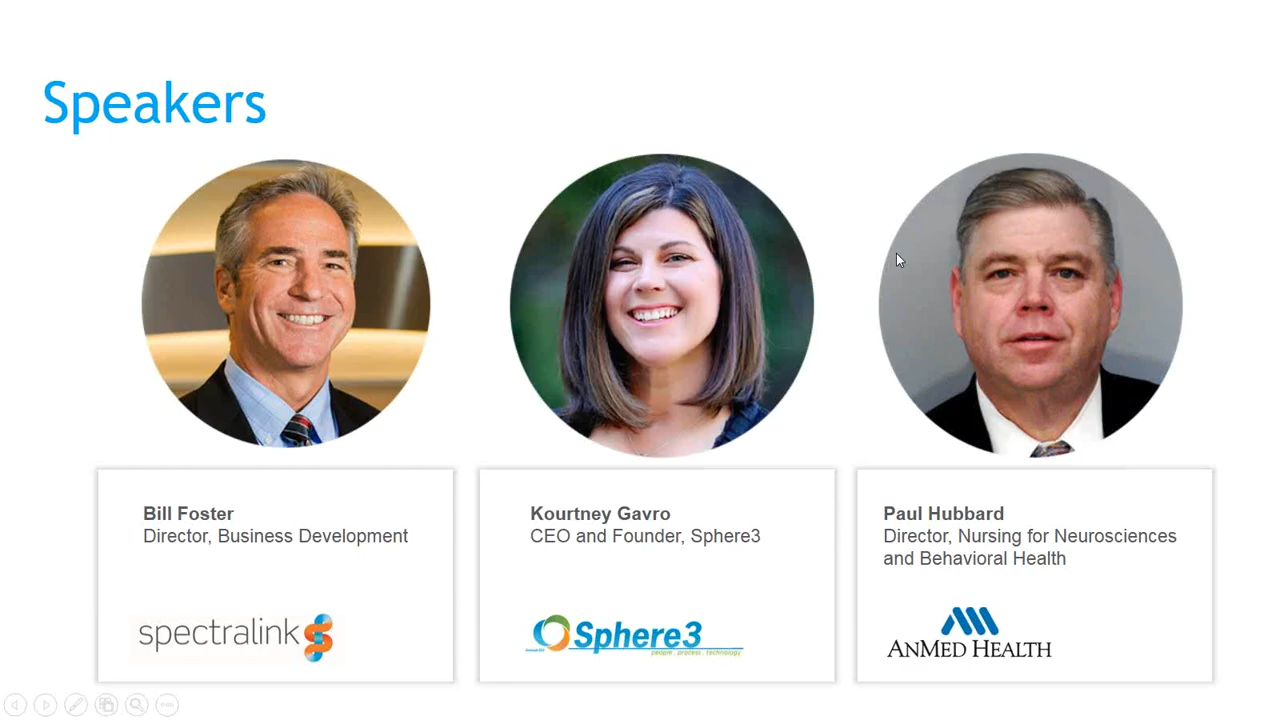 Speakers
Bill Foster
Director, Business Development
spectralink
Kourtney Gavro
CEO and Founder, Sphere3
Sphere3
people . process . technology
Paul Hubbard
Director, Nursing for Neurosciences
and Behavioral Health
ANMED HEALTH